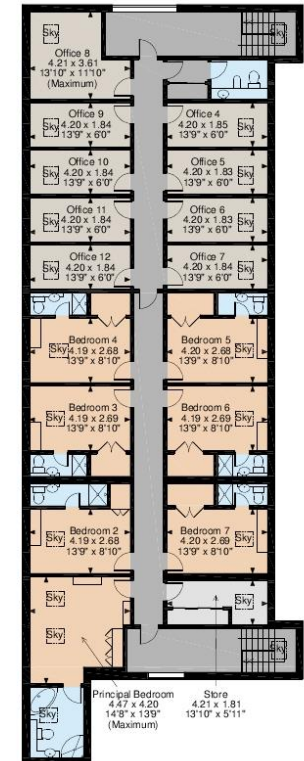 Sky
Sky
Office 8
4.21 x 3.61
13'10" x 11'10"
(Maximum)
Sky
Office 9
4.20 x 1.84
13'9" x 6'0"
Sky
Office 4
4.20 x 1.85
13'9" x 6'0"
Sky
Office 10
4.20 x 1.84
13'9" x 6'0"
Sky
Office 5
4.20 x 1.83
13'9" x 6'0"
Sky
Office 11
4.20 x 1.84
13'9" x 6'0"
Sky
Office 6
4.20 x 1.83
13'9" x 6'0"
Sky
Office 12
4.20 x 1.84
13'9" x 6'0"
Sky
Office 7
4.20 x 1.84
13'9" x 6'0"
Sky
Sky
Sky
Bedroom 4
Sky
4.19 x 2.68
13'9" x 8'10"
Bedroom 5
4.20 x 2.68
Sky
13'9" x 8'10"
Bedroom 3
Sky
4.19 x 2.69
13'9" x 8'10"
Bedroom 6
4.19 x 2.69
Sky
13'9" x 8'10"
Sky
Sky
Sky
Sky
Bedroom 2
Sky
4.19 x 2.68
13'9" x 8'10"
Bedroom 7
4.20 x 2.69
Sky
13'9" x 8'10"
Sky
Sky
Sky
Sky
Sky
Principal Bedroom
4.47 x 4.20
14'8" x 13'9"
(Maximum)
Store
4.21 x 1.81
13'10" x 5'11"
Sky